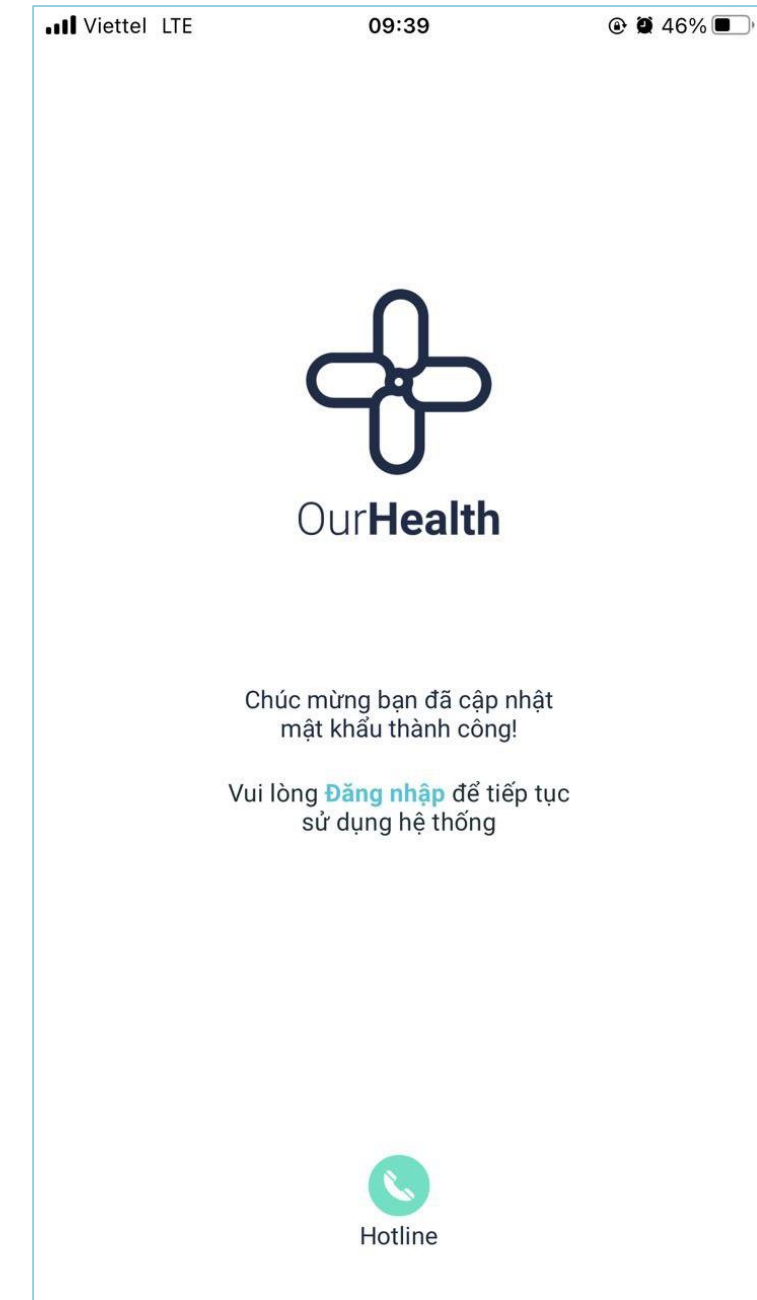 Viettel LTE 09:39 46%
OurHealth
Chúc mừng bạn đã cập nhật
mật khẩu thành công!
Vui lòng Đăng nhập để tiếp tục
sử dụng hệ thống
Hotline